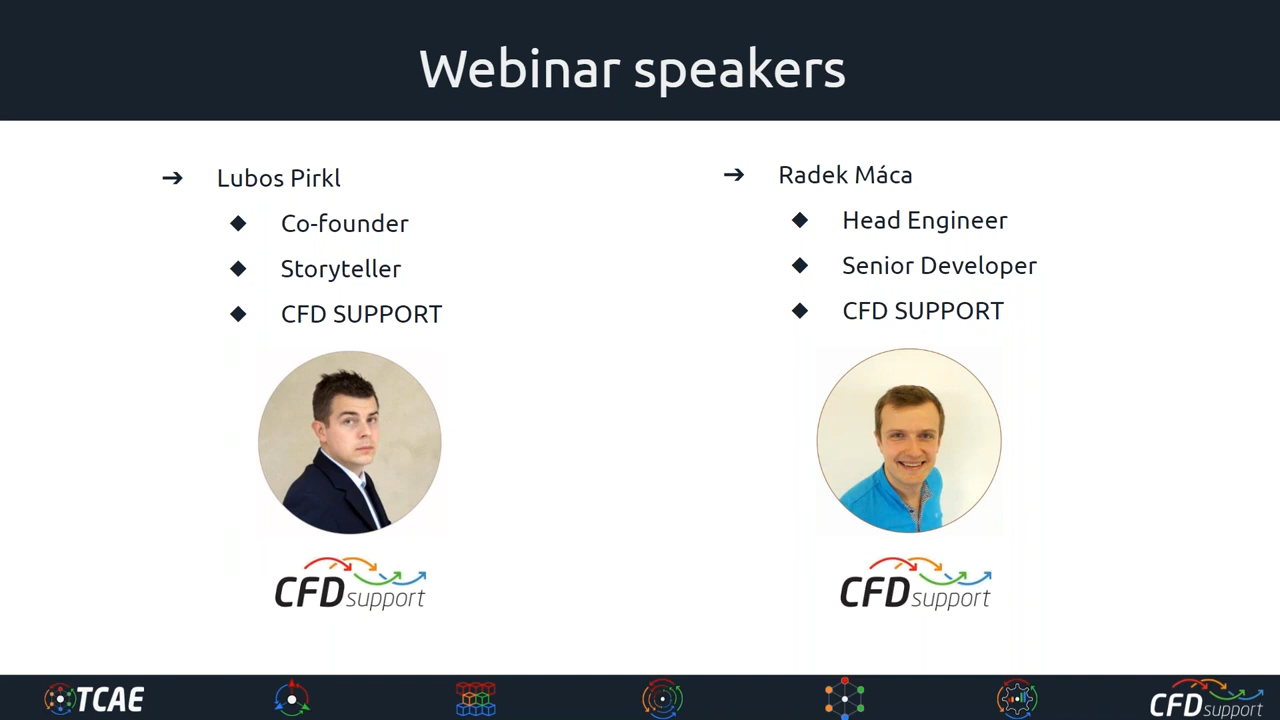 Webinar speakers
➔ Lubos Pirkl
◆ Co-founder
◆ Storyteller
◆ CFD SUPPORT
CFD support
➔ Radek Máca
◆ Head Engineer
◆ Senior Developer
◆ CFD SUPPORT
CFD support
TCAE
CFD support